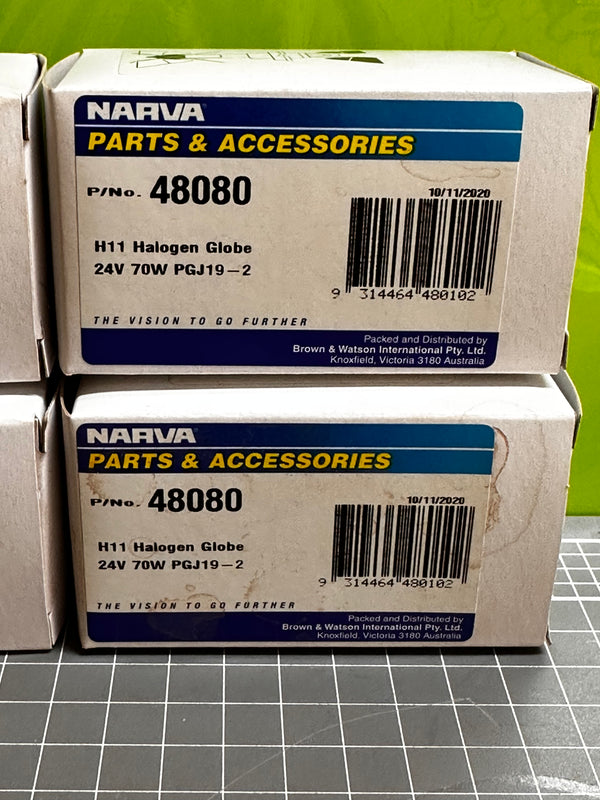 NARVA
PARTS & ACCESSORIES
P/No. 48080
10/11/2020
H11 Halogen Globe
24V 70W PGJ19-2
9 314464 480102
THE VISION TO GO FURTHER
Packed and Distributed by
Brown & Watson International Pty. Ltd.
Knoxfield, Victoria 3180 Australia
NARVA
PARTS & ACCESSORIES
P/No. 48080
10/11/2020
H11 Halogen Globe
24V 70W PGJ19-2
9 314464 480102
THE VISION TO GO FURTHER
Packed and Distributed by
Brown & Watson International Pty. Ltd.
Knoxfield, Victoria 3180 Australia